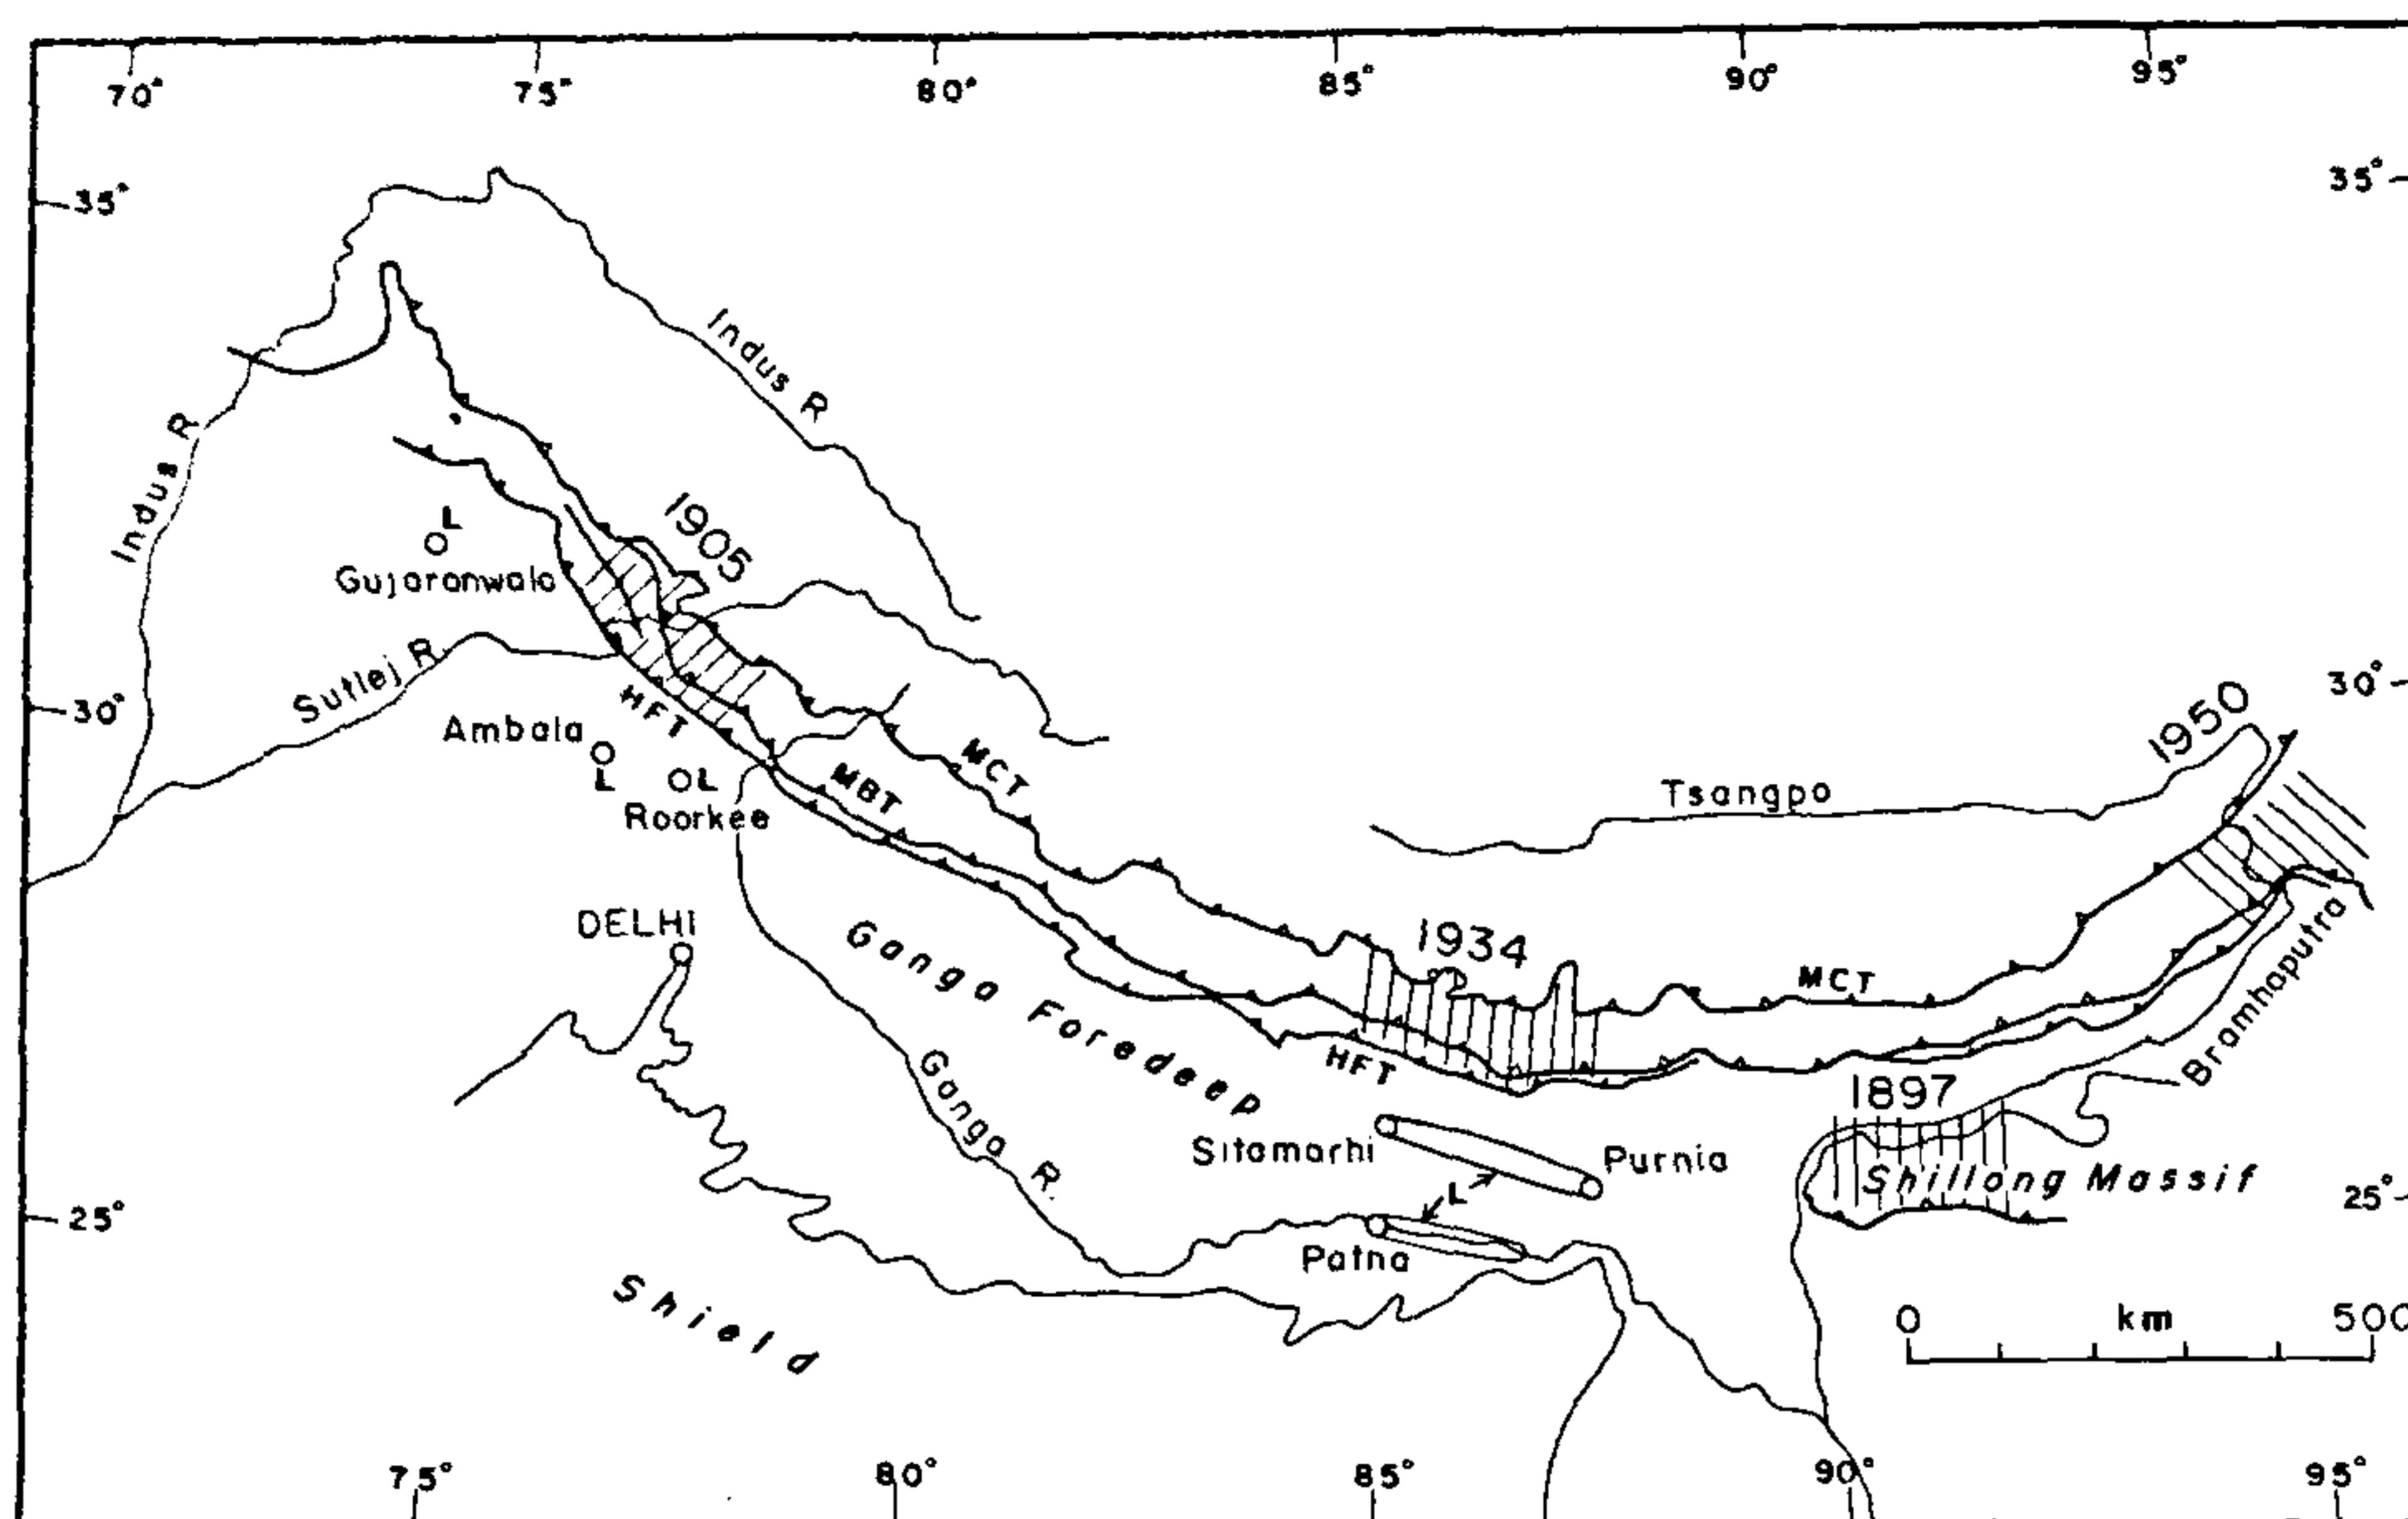 70°
75°
80°
85°
90°
95°
35°
35°
Indus R
Indus R
1905
L
Gujaranwala
Sutlej R.
30°
30°
HFT
Ambala
L
OL
Roorkee
MBT
MCT
Tsangpo
1950
DELHI
Ganga Foredeep
1934
MCT
HFT
Bramhaputra
1897
Ganga R.
Sitamarhi
Purnia
L
Shillong Massif
25°
25°
Patna
Shield
0 km 500
75°
80°
85°
90°
95°